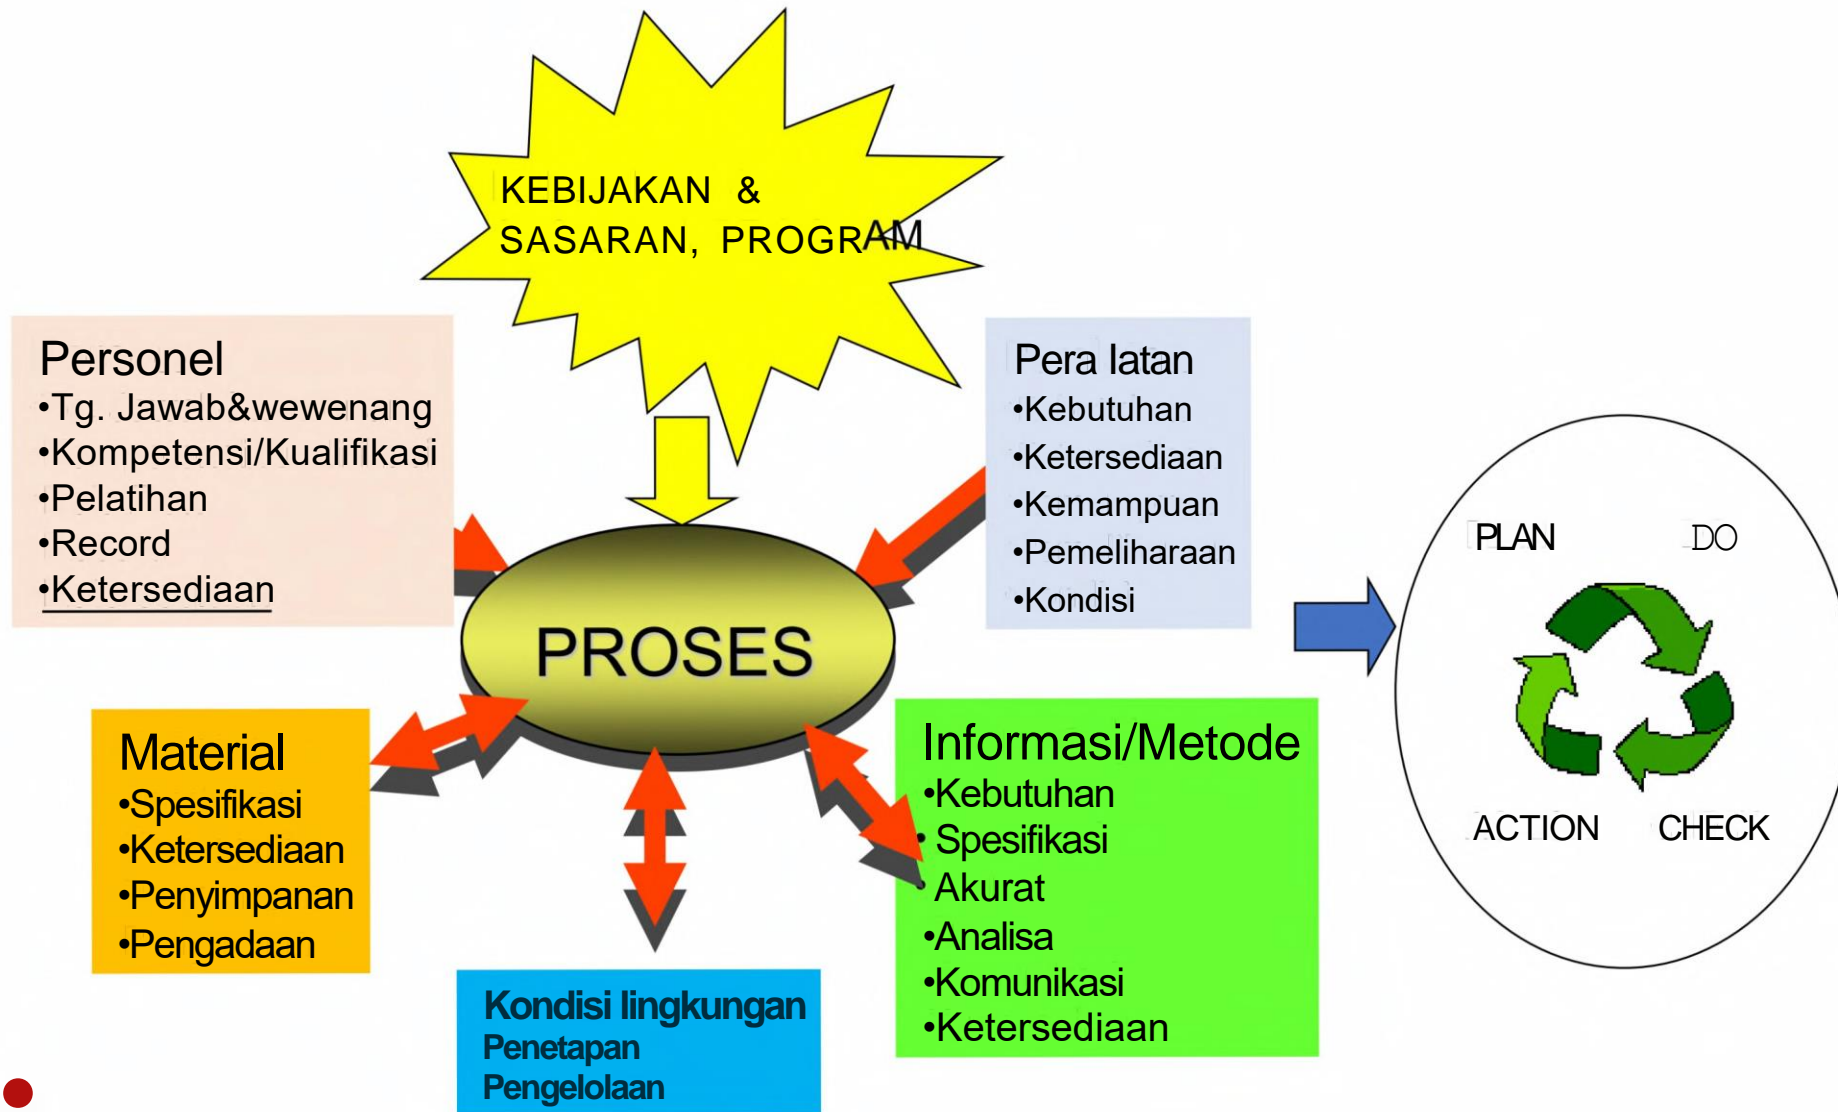 KEBIJAKAN &
SASARAN, PROGRAM
Personel
•Tg. Jawab&wewenang
•Kompetensi/Kualifikasi
•Pelatihan
•Record
•Ketersediaan
Pera latan
•Kebutuhan
•Ketersediaan
•Kemampuan
•Pemeliharaan
•Kondisi
PROSES
Material
•Spesifikasi
•Ketersediaan
•Penyimpanan
•Pengadaan
Kondisi lingkungan
Penetapan
Pengelolaan
Informasi/Metode
•Kebutuhan
• Spesifikasi
• Akurat
•Analisa
•Komunikasi
•Ketersediaan
PLAN DO
ACTION CHECK